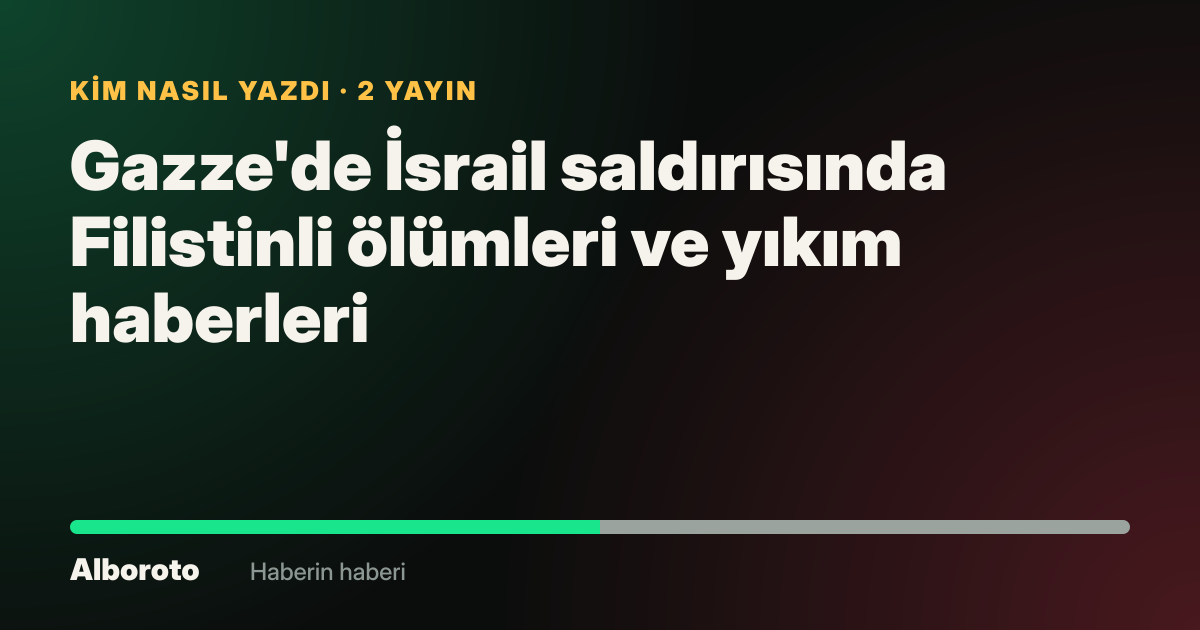 KİM NASIL YAZDI · 2 YAYIN
Gazze'de İsrail saldırısında
Filistinli ölümleri ve yıkım
haberleri
Alboroto
Haberin haberi